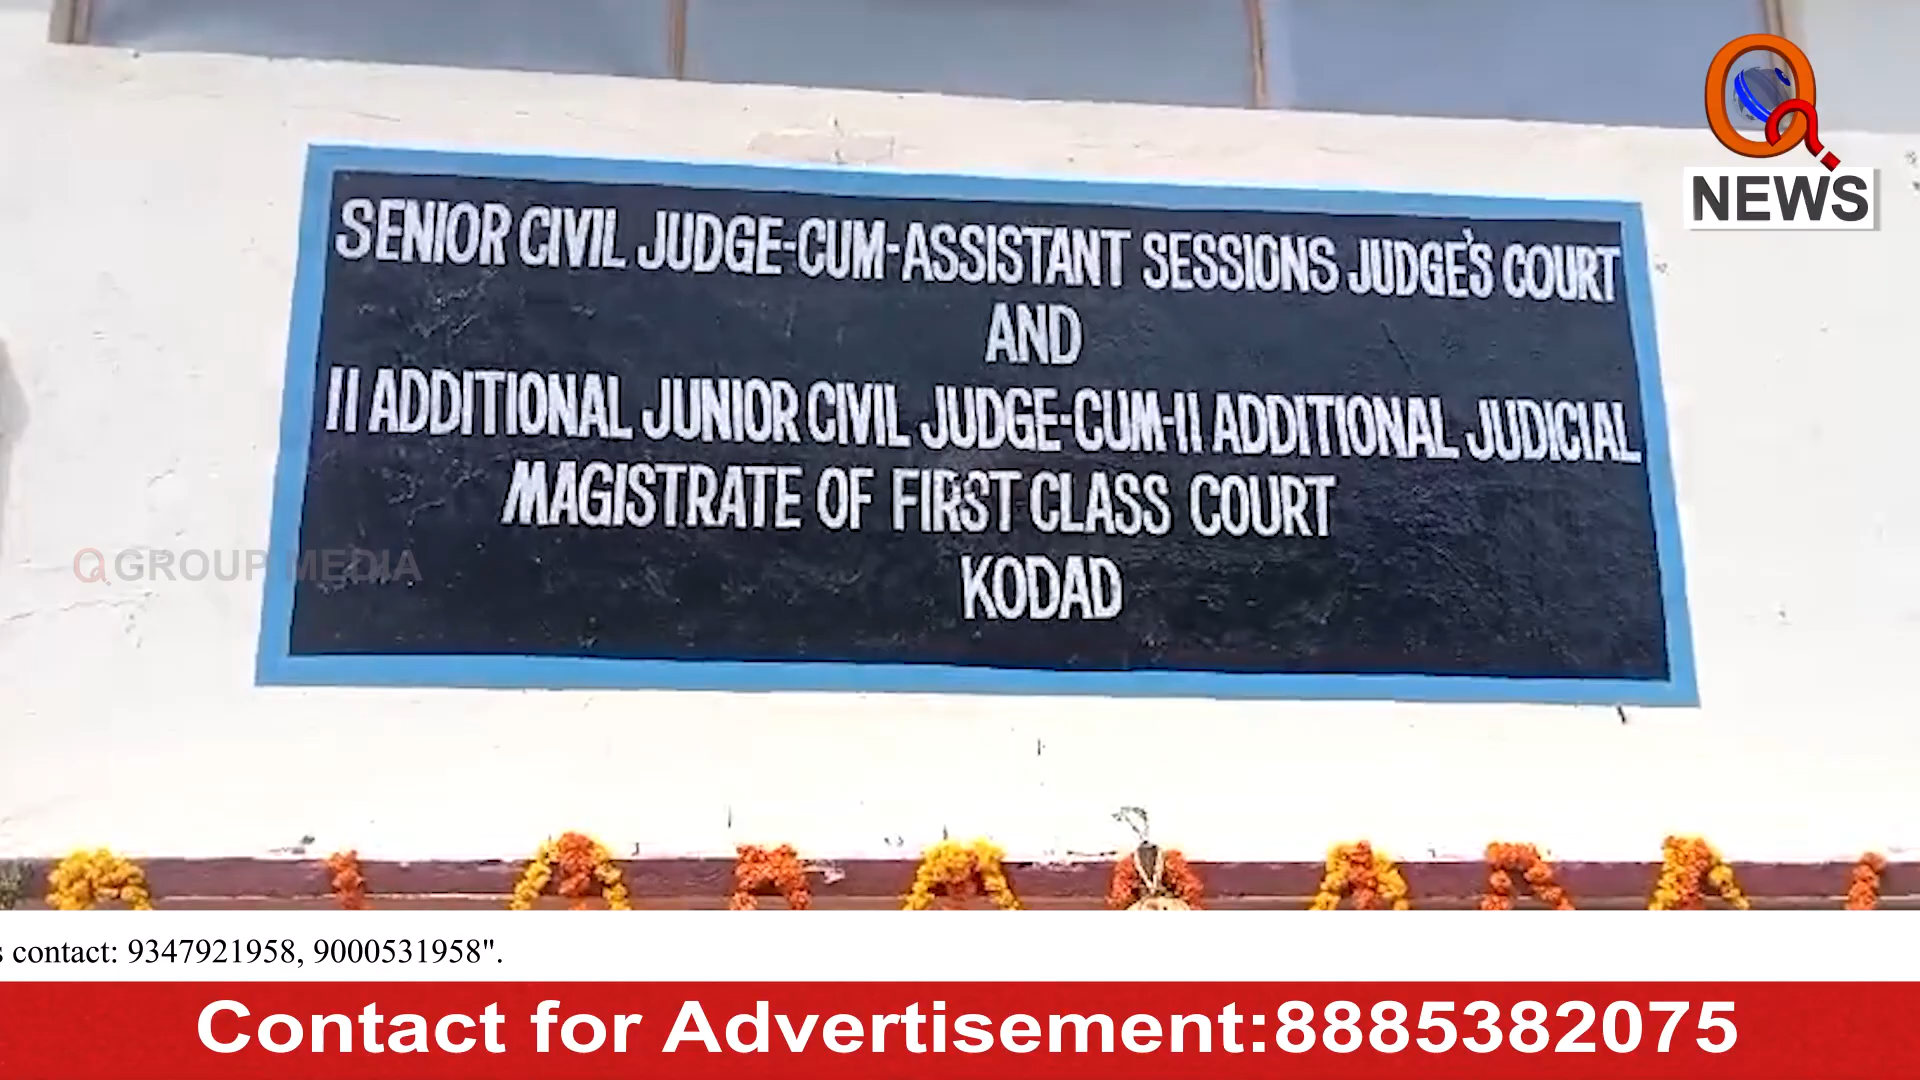 Q
NEWS
SENIOR CIVIL JUDGE-CUM-ASSISTANT SESSIONS JUDGE'S COURT
AND
II ADDITIONAL JUNIOR CIVIL JUDGE-CUM-II ADDITIONAL JUDICIAL
MAGISTRATE OF FIRST CLASS COURT
KODAD
Q GROUP MEDIA
s contact: 9347921958, 9000531958".
Contact for Advertisement:8885382075